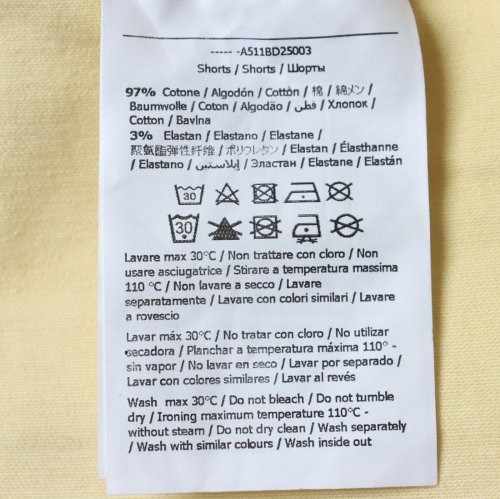 ----- -A511BD25003
Shorts / Shorts / Шорты
97% Cotone / Algodón / Cotton / 棉 / 綿メン /
Baumwolle / Coton / Algodão / قطن / Хлопок /
Cotton / Bavlna
3% Elastan / Elastano / Elastane /
聚氨酯弹性纤维 / ポリウレタン / Elastan / Élasthanne
/ Elastano / إيلاستين / Эластан / Elastane / Elastán
30
30
Lavare max 30°C / Non trattare con cloro / Non
usare asciugatrice / Stirare a temperatura massima
110 °C / Non lavare a secco / Lavare
separatamente / Lavare con colori similari / Lavare
a rovescio
Lavar máx 30°C / No tratar con cloro / No utilizar
secadora / Planchar a temperatura máxima 110° -
sin vapor / No lavar en seco / Lavar por separado /
Lavar con colores similares / Lavar al revés
Wash max 30°C / Do not bleach / Do not tumble
dry / Ironing maximum temperature 110°C -
without steam / Do not dry clean / Wash separately
/ Wash with similar colours / Wash inside out